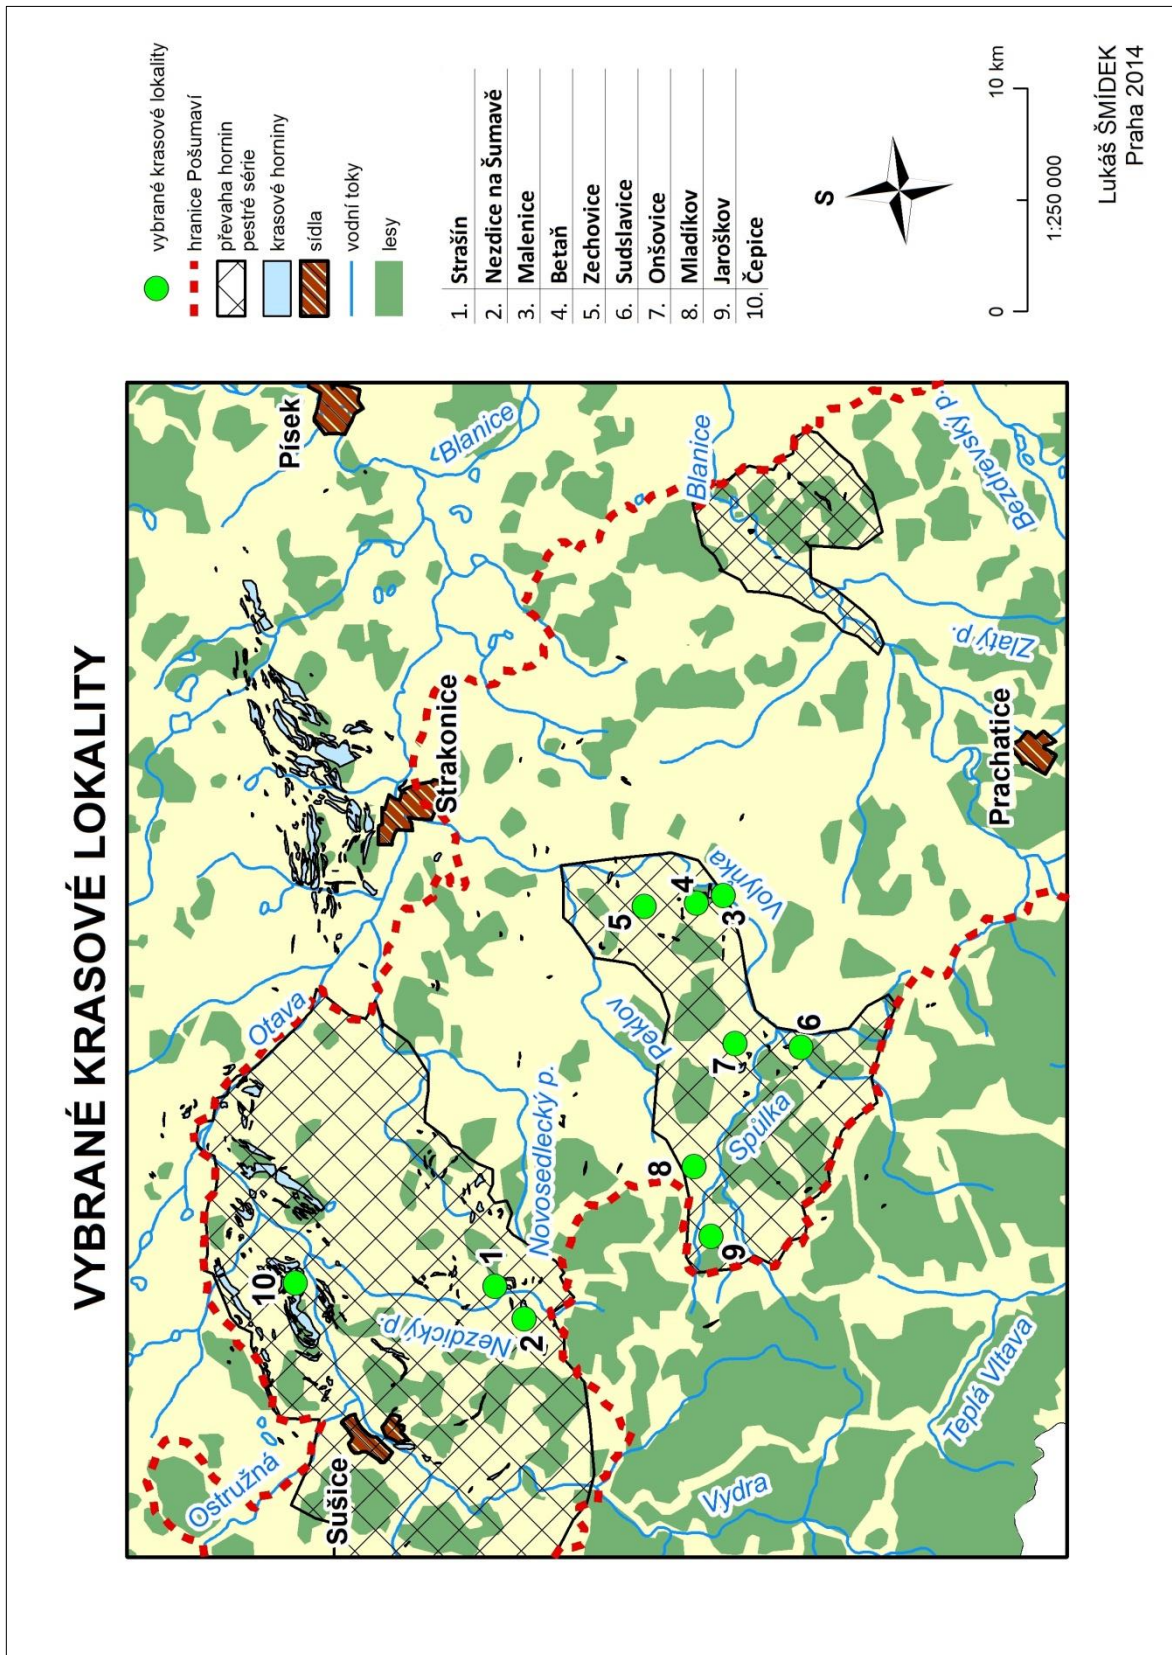 VYBRANÉ KRASOVÉ LOKALITY
Písek
Blanice
Blanice
Bezdrevský p.
Zlatý p.
Prachatice
Strakonice
Volyňka
Otava
Peklov
Novosedlecký p.
Spůlka
Nezdický p.
Ostružná
Sušice
Vydra
Teplá Vltava
10
1
2
5
4
3
7
6
8
9
vybrané krasové lokality
hranice Pošumaví
převaha hornin
pestré série
krasové horniny
sídla
vodní toky
lesy
1. Strašín
2. Nezdice na Šumavě
3. Malenice
4. Betaň
5. Zechovice
6. Sudslavice
7. Onšovice
8. Mladíkov
9. Jaroškov
10. Čepice
S
0 10 km
1:250 000
Lukáš ŠMÍDEK
Praha 2014